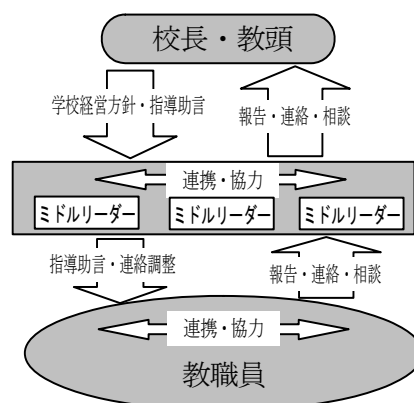 校長・教頭
学校経営方針・指導助言
報告・連絡・相談
連携・協力
ミドルリーダー
ミドルリーダー
ミドルリーダー
指導助言・連絡調整
報告・連絡・相談
連携・協力
教職員